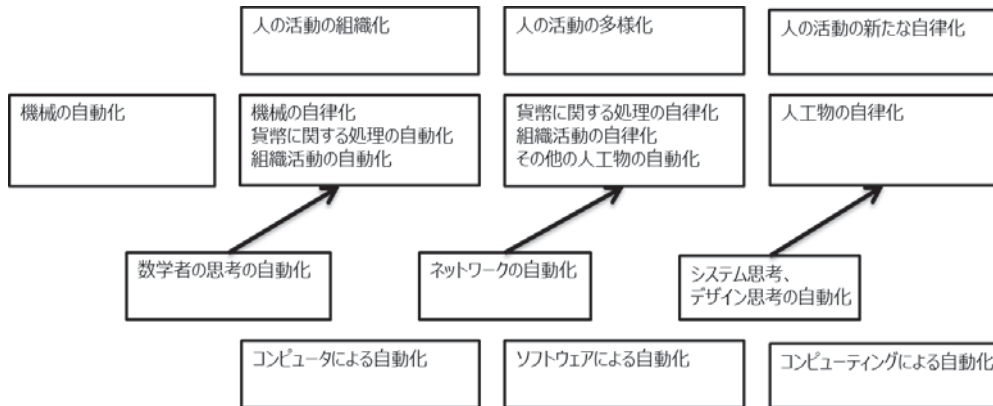 人の活動の組織化
人の活動の多様化
人の活動の新たな自律化
機械の自動化
機械の自律化
貨幣に関する処理の自動化
組織活動の自動化
貨幣に関する処理の自律化
組織活動の自律化
その他の人工物の自動化
人工物の自律化
数学者の思考の自動化
ネットワークの自動化
システム思考、
デザイン思考の自動化
コンピュータによる自動化
ソフトウェアによる自動化
コンピューティングによる自動化